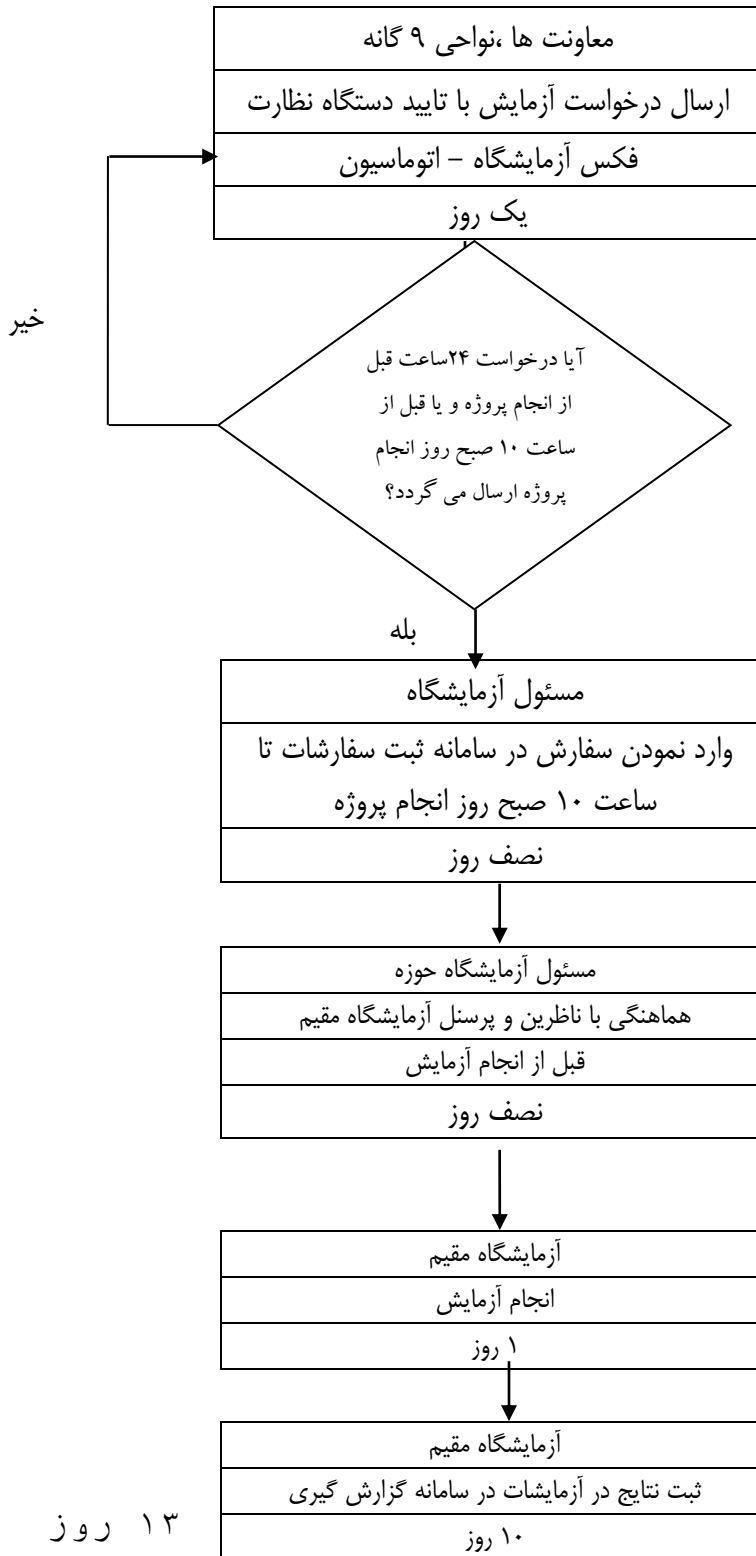 معاونت ها ،نواحی ۹ گانه
ارسال درخواست آزمایش با تایید دستگاه نظارت
فکس آزمایشگاه – اتوماسیون
یک روز
خیر
آیا درخواست ۲۴ساعت قبل
از انجام پروژه و یا قبل از
ساعت ۱۰ صبح روز انجام
پروژه ارسال می گردد؟
بله
مسئول آزمایشگاه
وارد نمودن سفارش در سامانه ثبت سفارشات تا
ساعت ۱۰ صبح روز انجام پروژه
نصف روز
مسئول آزمایشگاه حوزه
هماهنگی با ناظرین و پرسنل آزمایشگاه مقیم
قبل از انجام آزمایش
نصف روز
آزمایشگاه مقیم
انجام آزمایش
۱ روز
آزمایشگاه مقیم
ثبت نتایج در آزمایشات در سامانه گزارش گیری
۱۰ روز
۱۳ روز